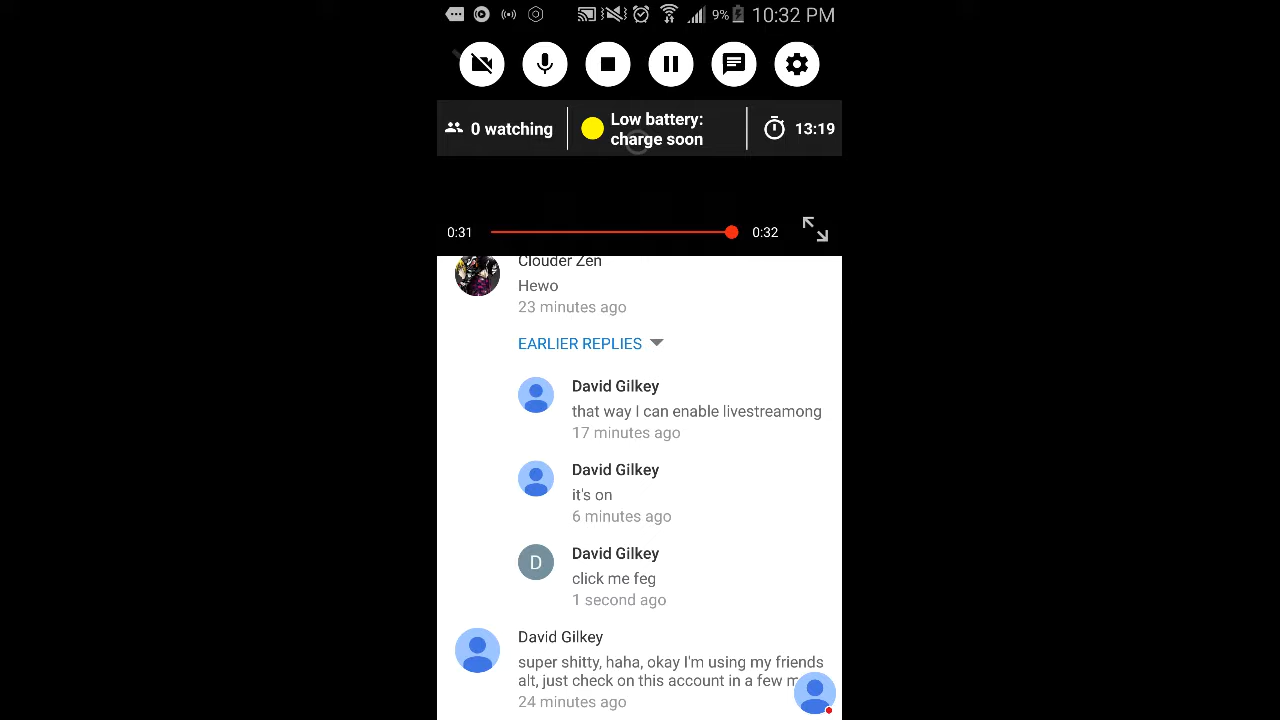 9% 10:32 PM
0 watching
Low battery:
charge soon
13:19
0:31
0:32
Clouder Zen
Hewo
23 minutes ago
EARLIER REPLIES
David Gilkey
that way I can enable livestreamong
17 minutes ago
David Gilkey
it's on
6 minutes ago
D
David Gilkey
click me feg
1 second ago
David Gilkey
super shitty, haha, okay I'm using my friends
alt, just check on this account in a few m
24 minutes ago